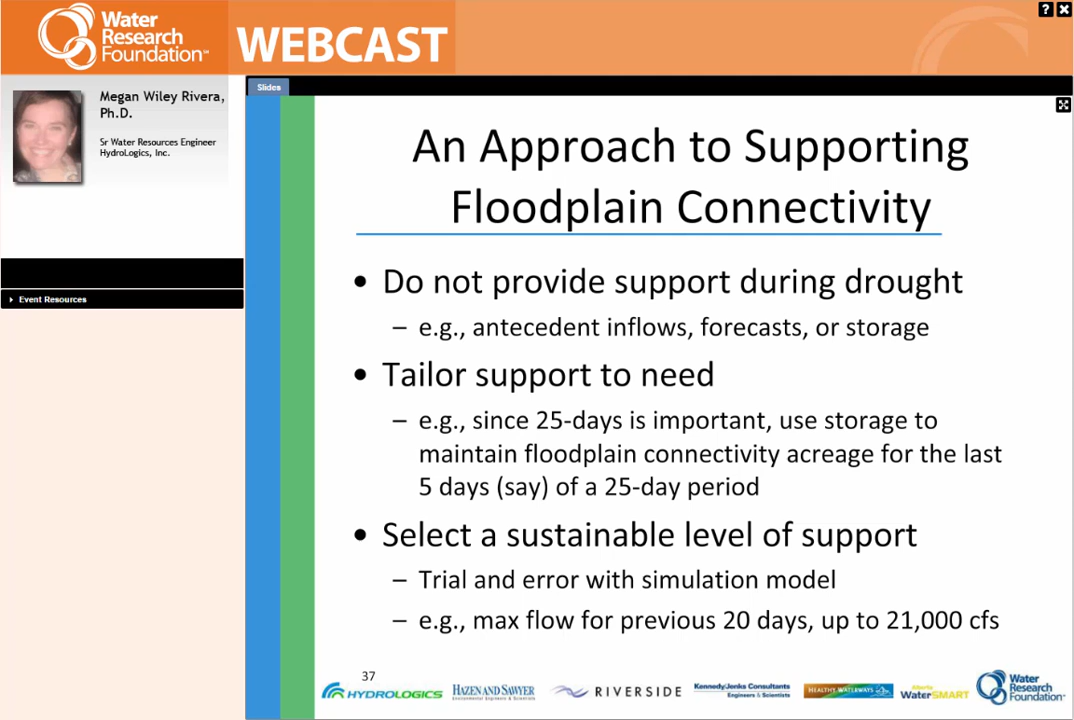 Water
Research
Foundation™
WEBCAST
Megan Wiley Rivera,
Ph.D.
Sr Water Resources Engineer
HydroLogics, Inc.
Event Resources
Slides
An Approach to Supporting
Floodplain Connectivity
• Do not provide support during drought
– e.g., antecedent inflows, forecasts, or storage
• Tailor support to need
– e.g., since 25-days is important, use storage to
maintain floodplain connectivity acreage for the last
5 days (say) of a 25-day period
• Select a sustainable level of support
– Trial and error with simulation model
– e.g., max flow for previous 20 days, up to 21,000 cfs
37
HYDROLOGICS
HAZEN AND SAWYER
Environmental Engineers & Scientists
RIVERSIDE
Kennedy/Jenks Consultants
Engineers & Scientists
HEALTHY WATERWAYS
Alberta
WaterSMART
Water
Research
Foundation